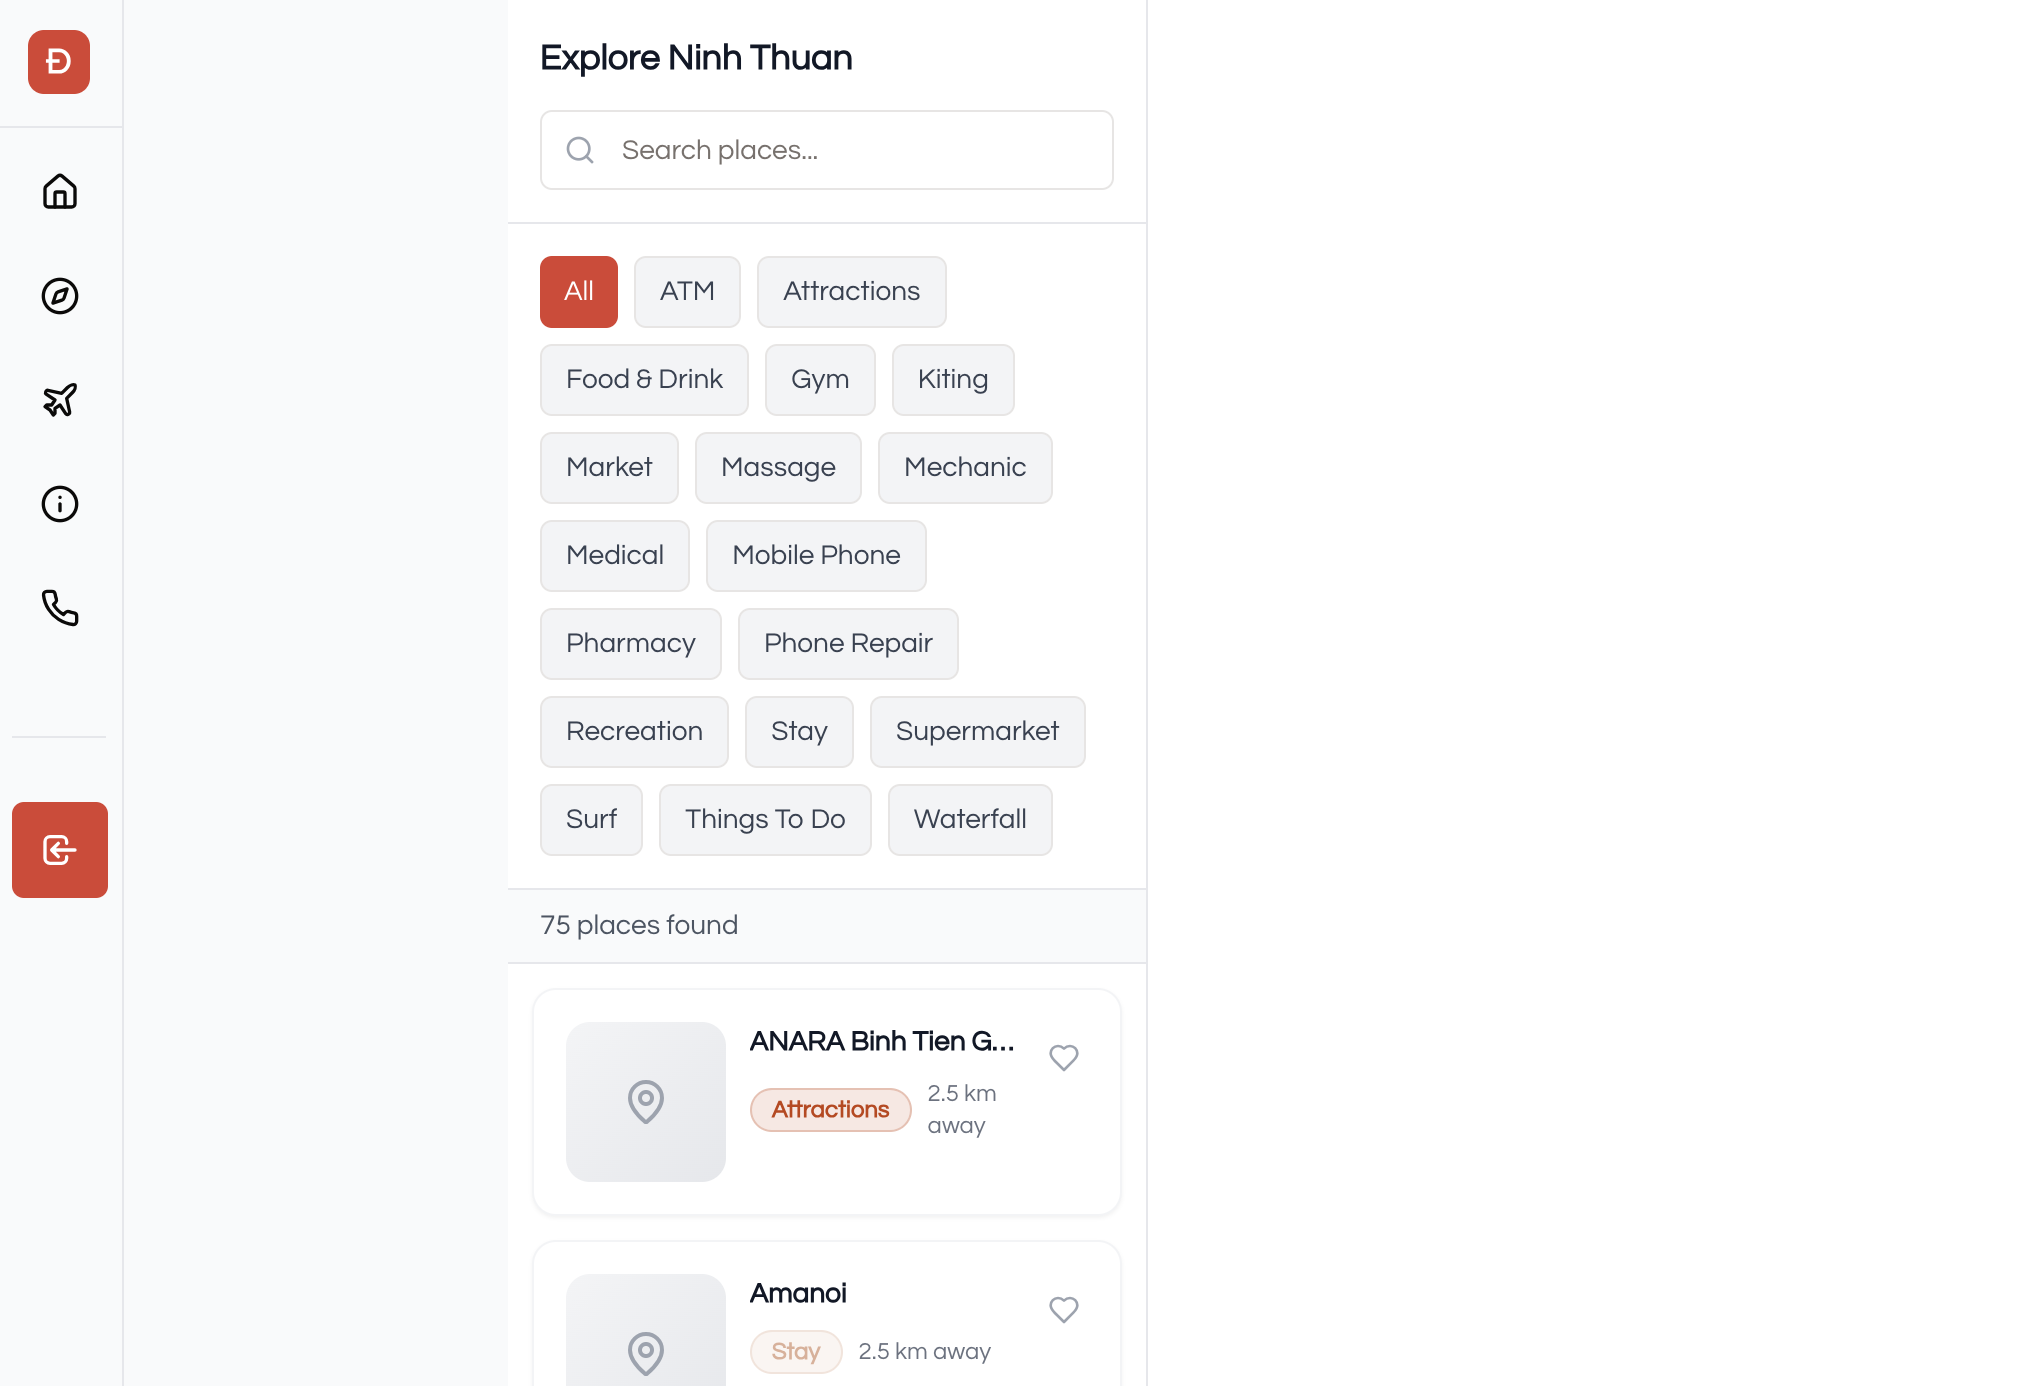 Đ
Explore Ninh Thuan
Search places...
All ATM Attractions
Food & Drink Gym Kiting
Market Massage Mechanic
Medical Mobile Phone
Pharmacy Phone Repair
Recreation Stay Supermarket
Surf Things To Do Waterfall
75 places found
ANARA Binh Tien G...
Attractions 2.5 km
away
Amanoi
Stay 2.5 km away